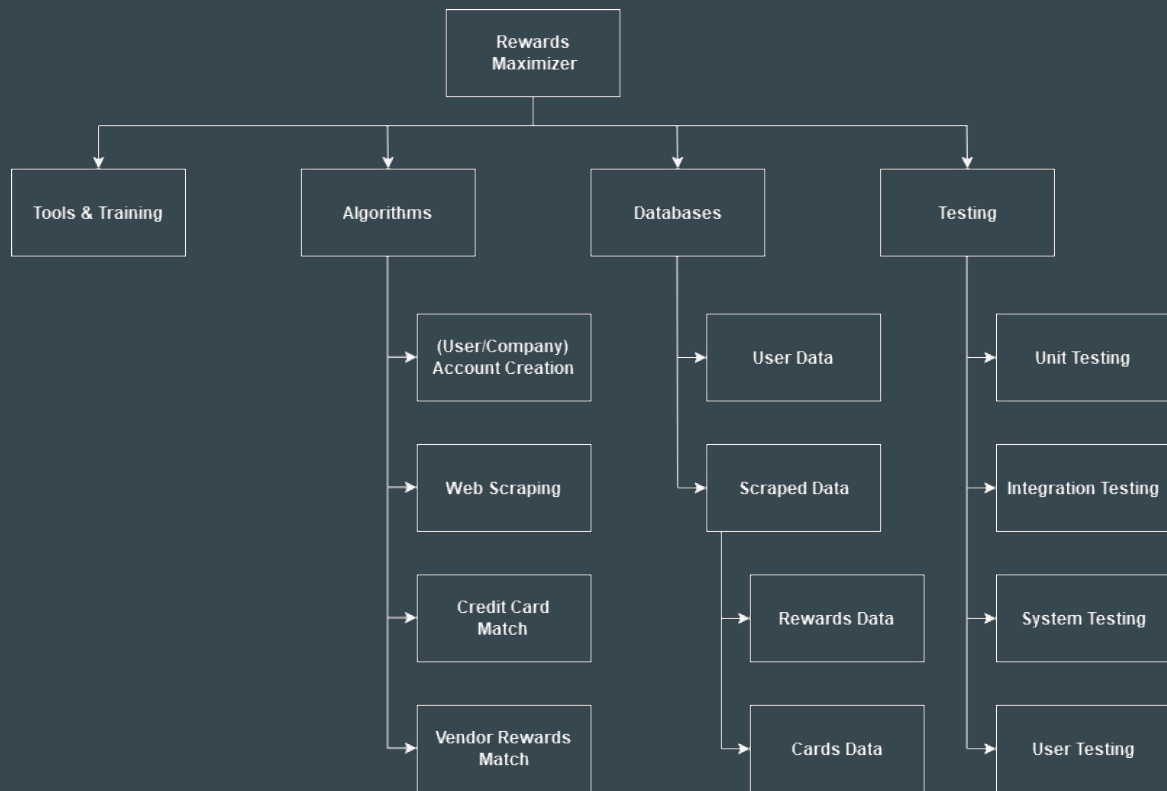 Rewards
Maximizer
Tools & Training
Algorithms
Databases
Testing
(User/Company)
Account Creation
User Data
Unit Testing
Web Scraping
Scraped Data
Integration Testing
Credit Card
Match
Rewards Data
System Testing
Vendor Rewards
Match
Cards Data
User Testing